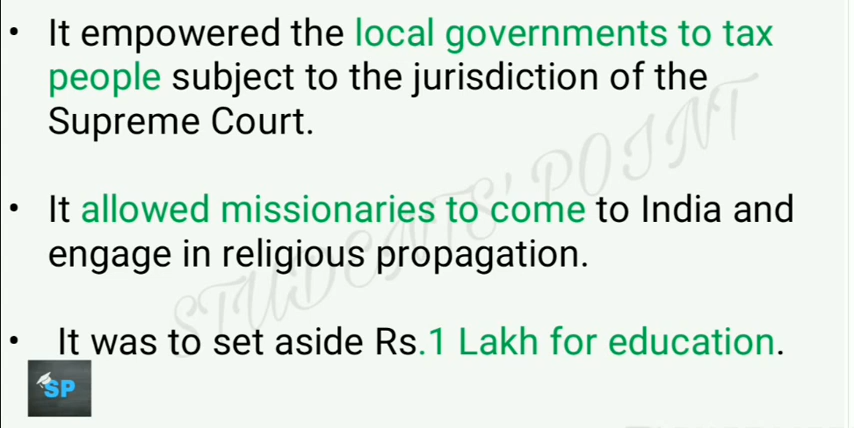 • It empowered the local governments to tax
people subject to the jurisdiction of the
Supreme Court.
• It allowed missionaries to come to India and
engage in religious propagation.
• It was to set aside Rs.1 Lakh for education.
STUDENTS' POINT
SP